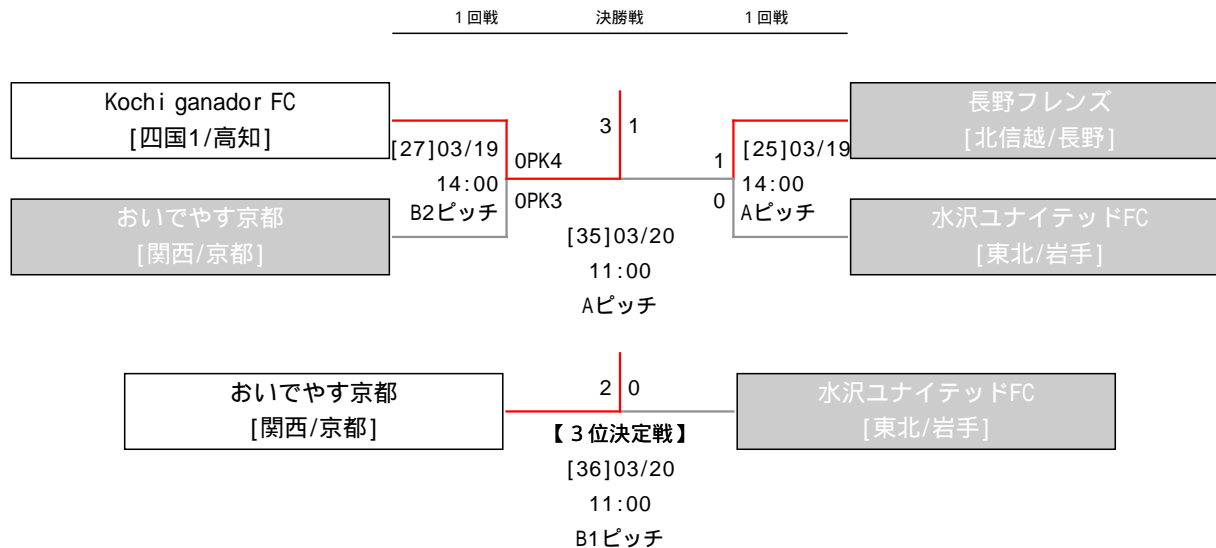 1回戦 決勝戦 1回戦
Kochi ganador FC
[四国1/高知]
おいでやす京都
[関西/京都]
[27]03/19
14:00
B2ピッチ
0PK4
0PK3
3 1
[35]03/20
11:00
Aピッチ
1
0
[25]03/19
14:00
Aピッチ
長野フレンズ
[北信越/長野]
水沢ユナイテッドFC
[東北/岩手]
おいでやす京都
[関西/京都]
2 0
【3位決定戦】
[36]03/20
11:00
B1ピッチ
水沢ユナイテッドFC
[東北/岩手]